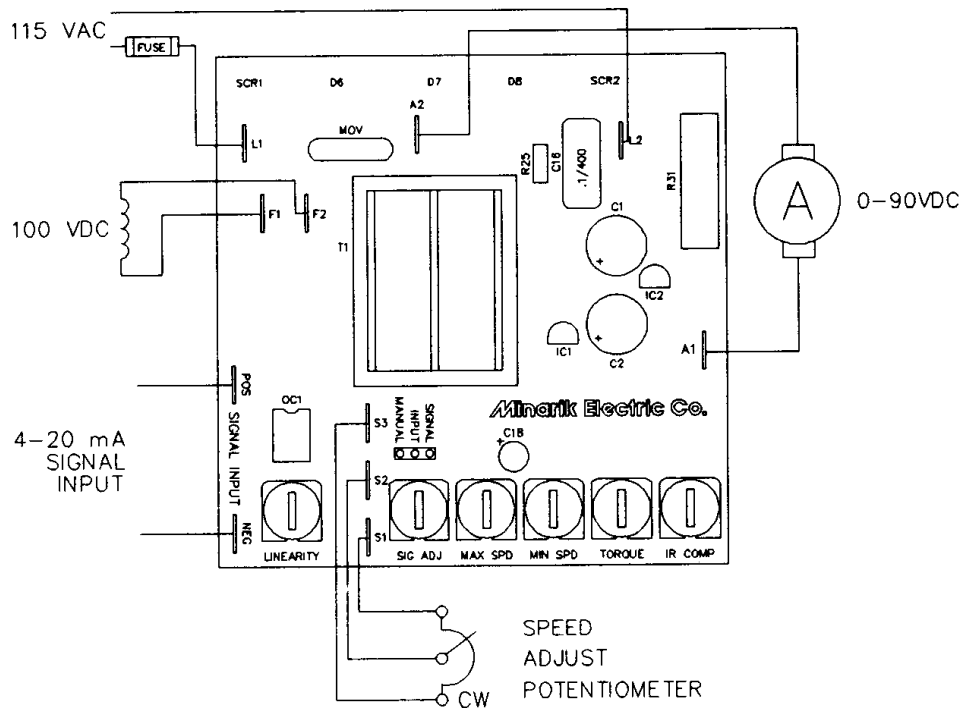 115 VAC
FUSE
SCR1
D6
D7
D8
SCR2
A2
MOV
L1
R25
C16
.1/400
L2
R31
A
0-90VDC
100 VDC
F1
F2
T1
C1
IC2
IC1
C2
A1
POS
SIGNAL INPUT
NEG
OC1
S3
MANUAL
INPUT
SIGNAL
Minarik Electric Co.
C18
4-20 mA
SIGNAL
INPUT
S2
S1
LINEARITY
SIG ADJ
MAX SPD
MIN SPD
TORQUE
IR COMP
SPEED
ADJUST
POTENTIOMETER
CW